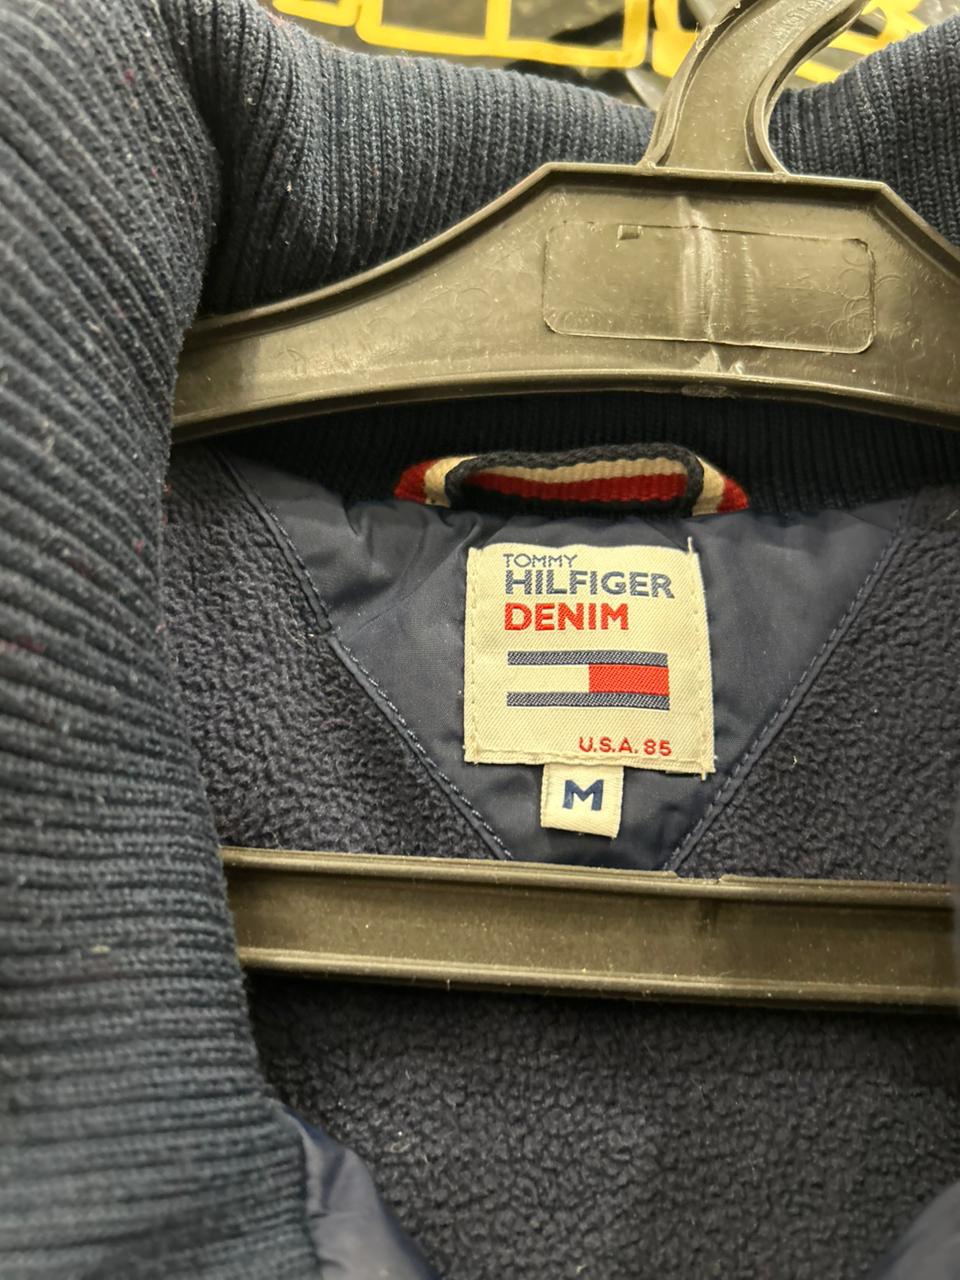 TOMMY
HILFIGER
DENIM
U.S.A. 85
M